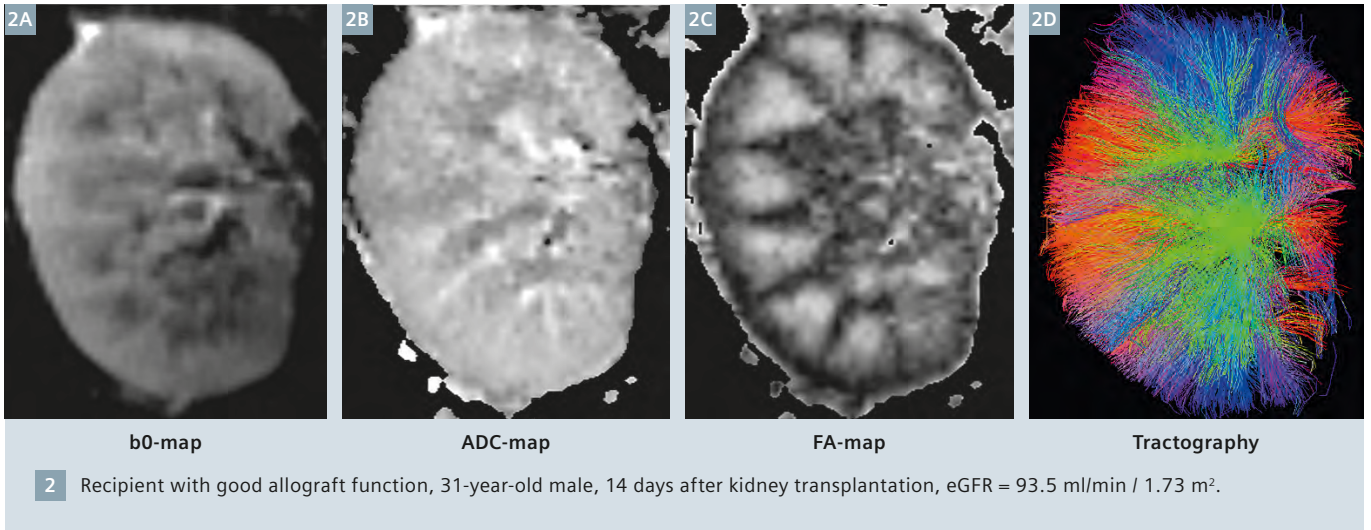 2A
2B
2C
2D
b0-map
ADC-map
FA-map
Tractography
2 Recipient with good allograft function, 31-year-old male, 14 days after kidney transplantation, eGFR = 93.5 ml/min / 1.73 m².